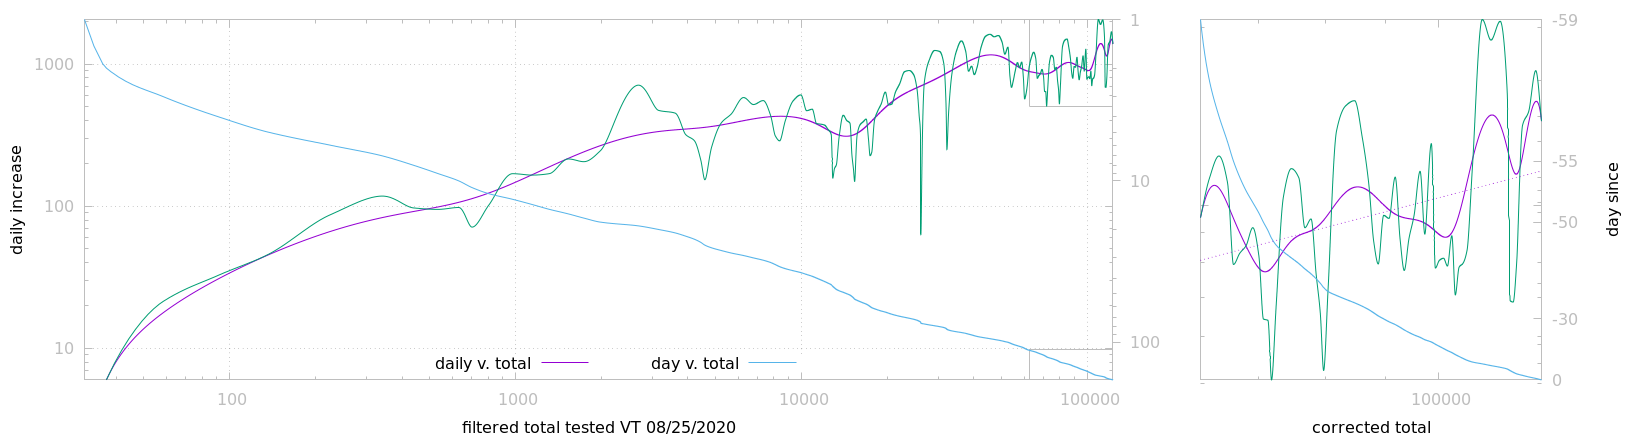 1
-59
1000
daily increase
100
10
-55
-50
day since
10
100
-30
daily v. total
day v. total
0
100
1000
10000
100000
100000
filtered total tested VT 08/25/2020
corrected total